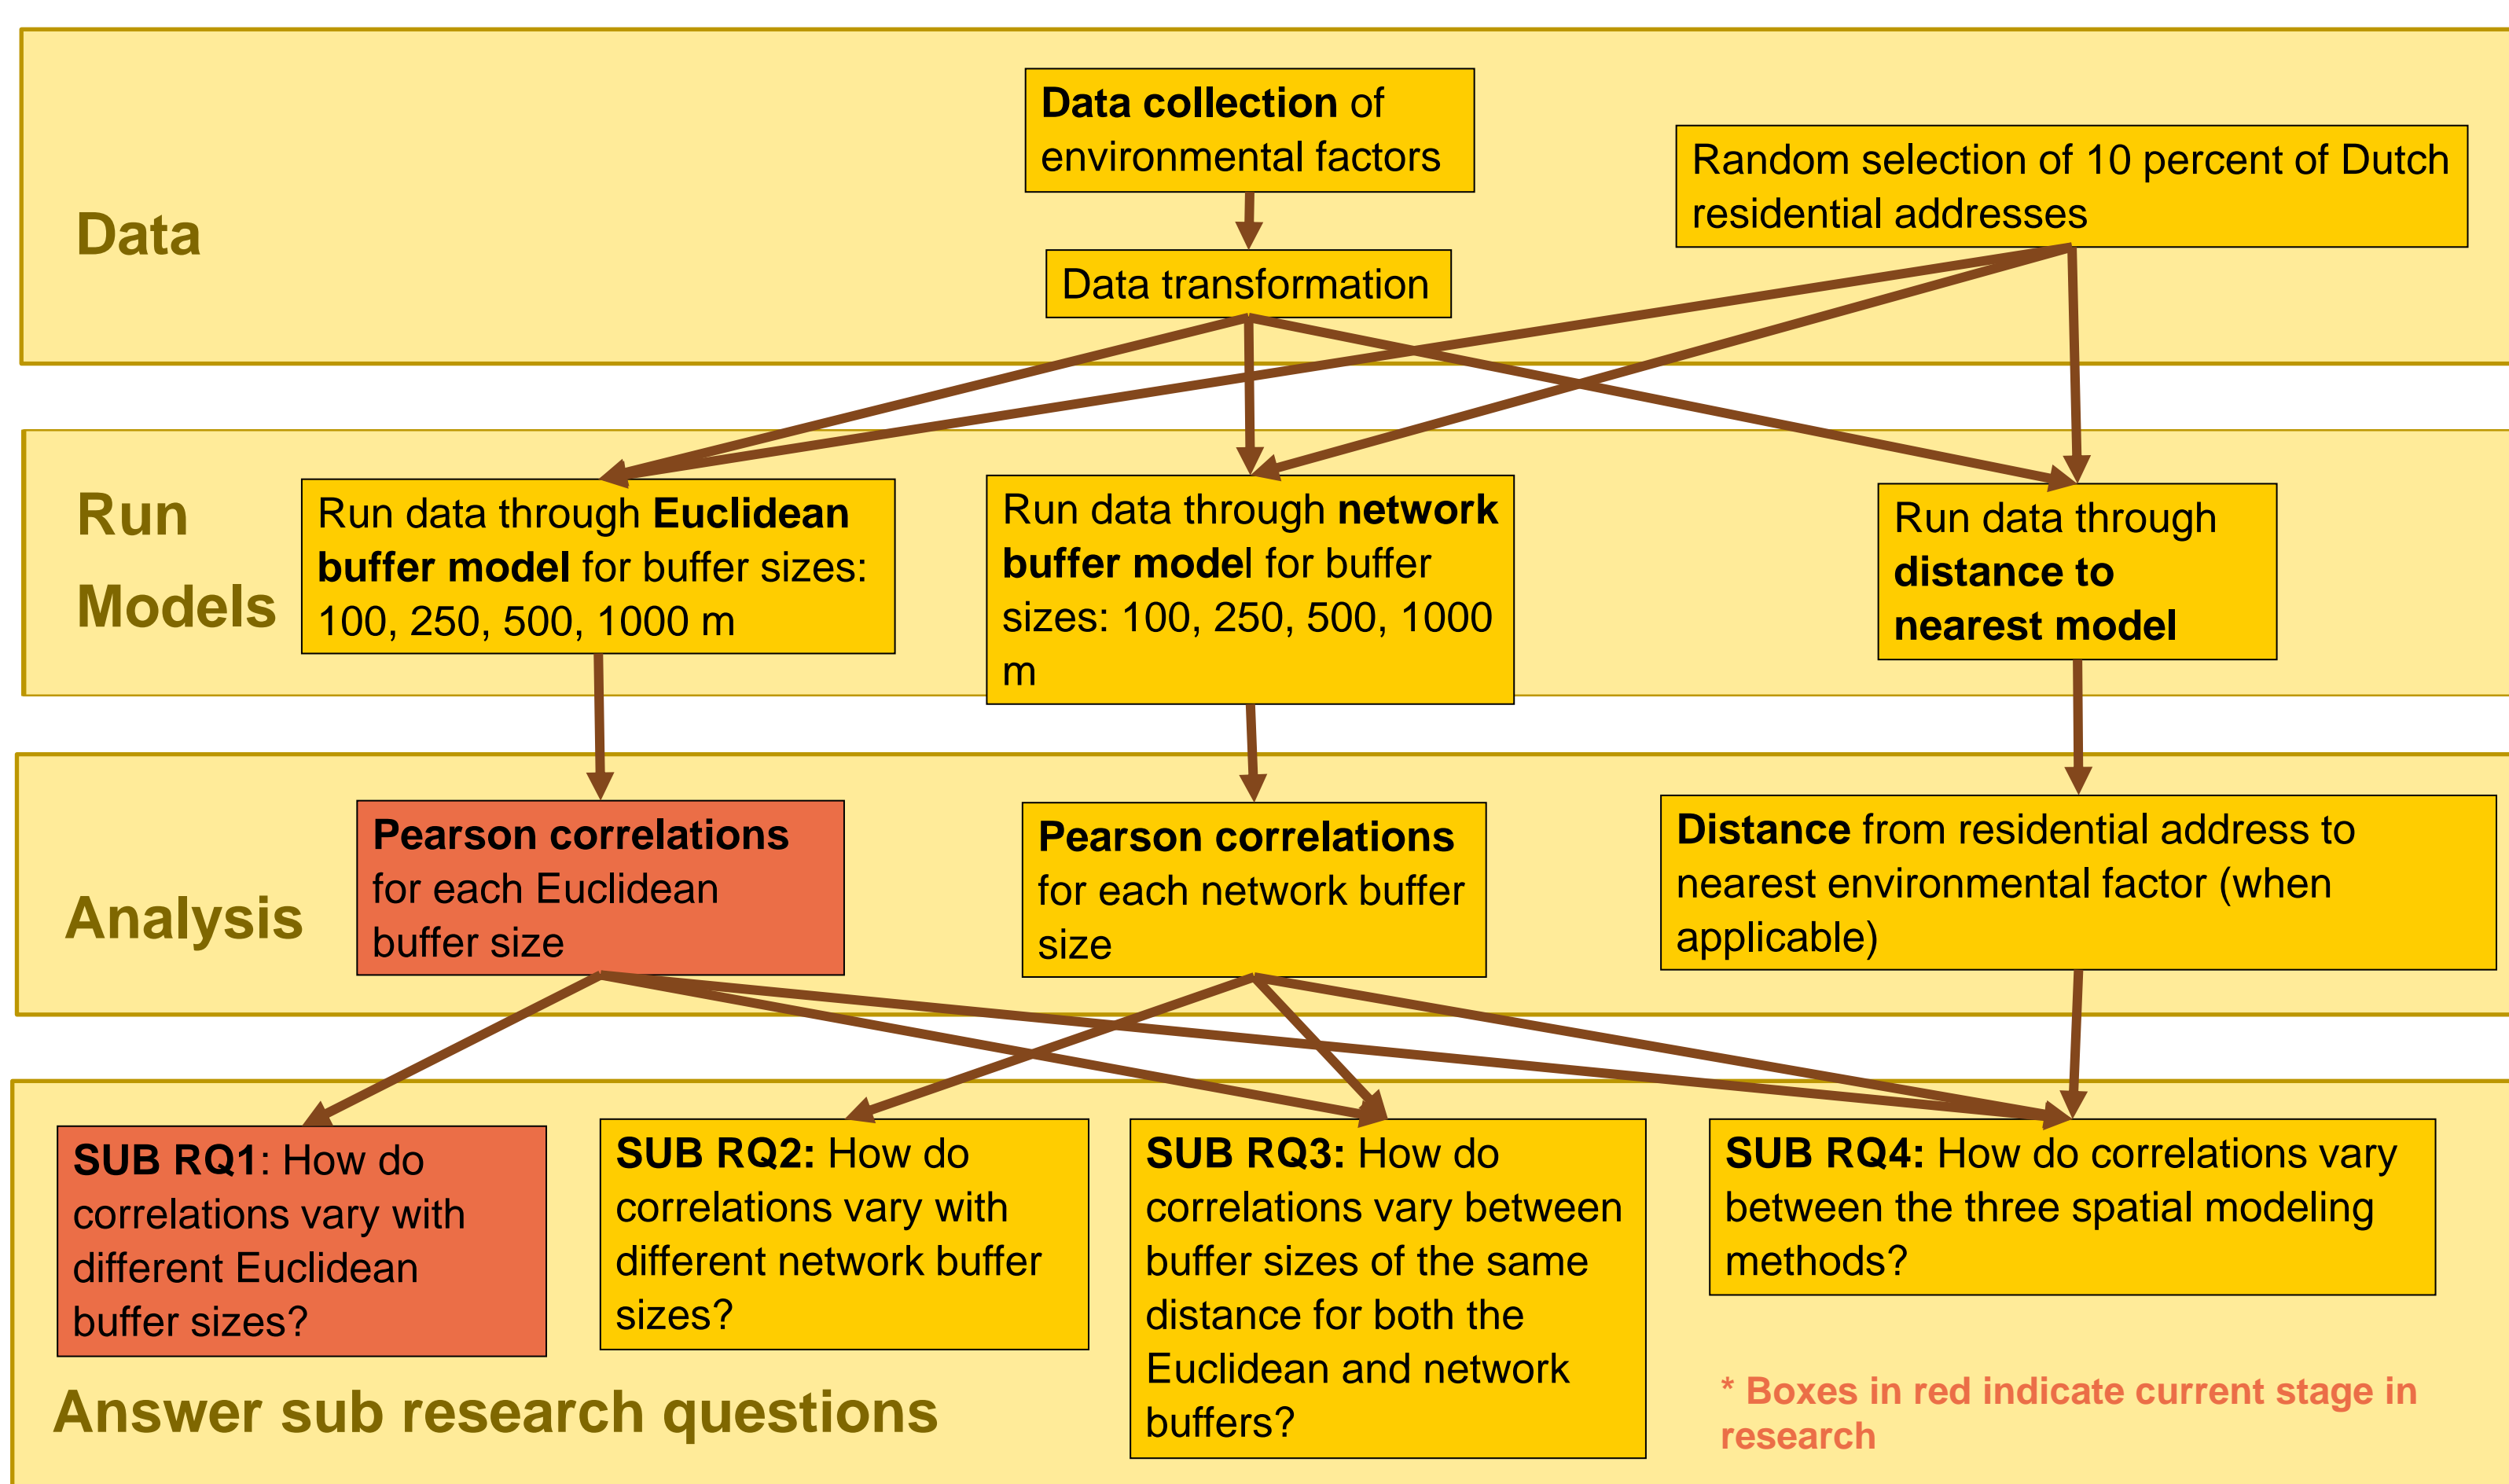 Data
Data collection of
environmental factors
Random selection of 10 percent of Dutch
residential addresses
Data transformation
Run
Models
Run data through Euclidean
buffer model for buffer sizes:
100, 250, 500, 1000 m
Run data through network
buffer model for buffer
sizes: 100, 250, 500, 1000
m
Run data through
distance to
nearest model
Analysis
Pearson correlations
for each Euclidean
buffer size
Pearson correlations
for each network buffer
size
Distance from residential address to
nearest environmental factor (when
applicable)
SUB RQ1: How do
correlations vary with
different Euclidean
buffer sizes?
SUB RQ2: How do
correlations vary with
different network buffer
sizes?
SUB RQ3: How do
correlations vary between
buffer sizes of the same
distance for both the
Euclidean and network
buffers?
SUB RQ4: How do correlations vary
between the three spatial modeling
methods?
Answer sub research questions
* Boxes in red indicate current stage in
research